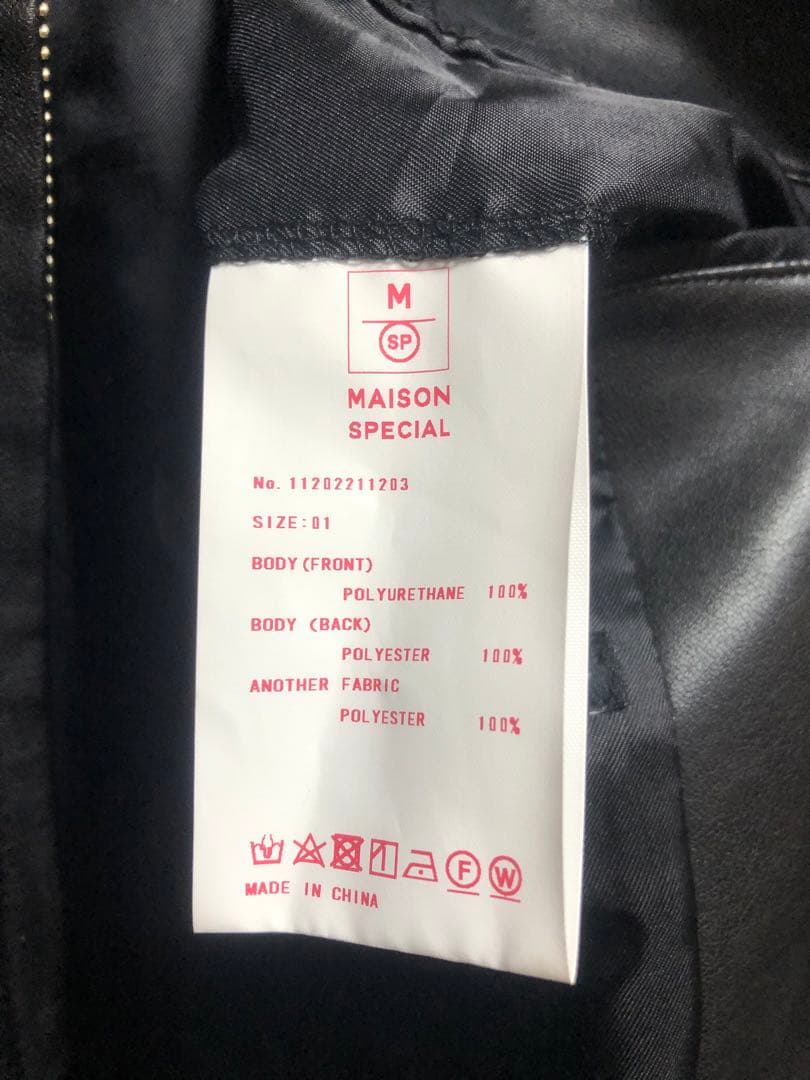 M
SP
MAISON
SPECIAL
No. 11202211203
SIZE:01
BODY(FRONT)
POLYURETHANE 100%
BODY (BACK)
POLYESTER 100%
ANOTHER FABRIC
POLYESTER 100%
F W
MADE IN CHINA